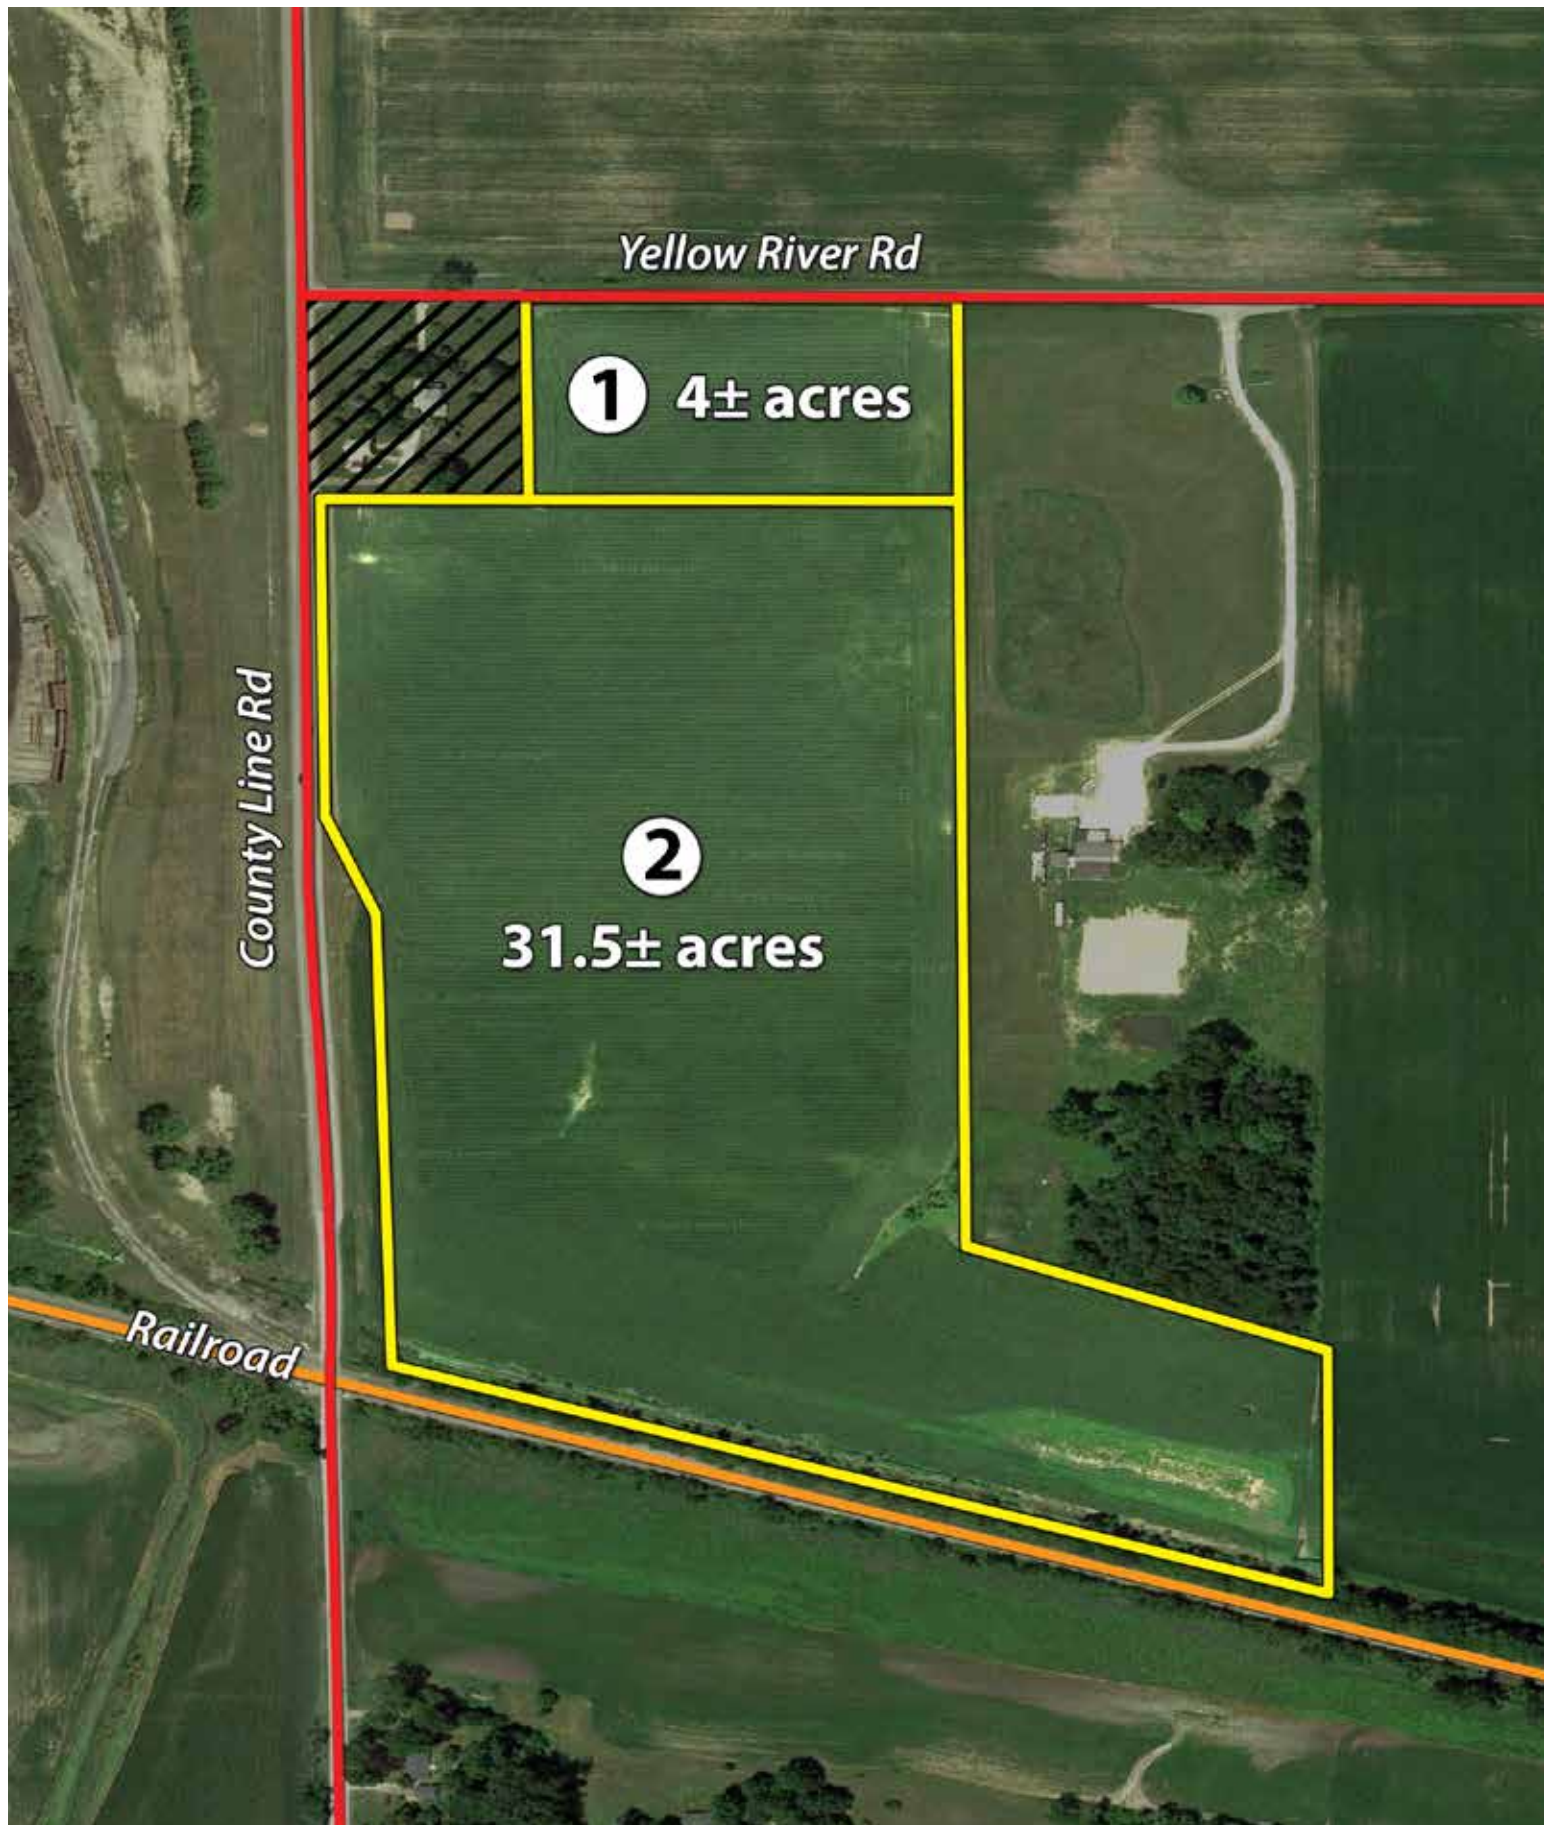 Yellow River Rd
1 4± acres
County Line Rd
2
31.5± acres
Railroad